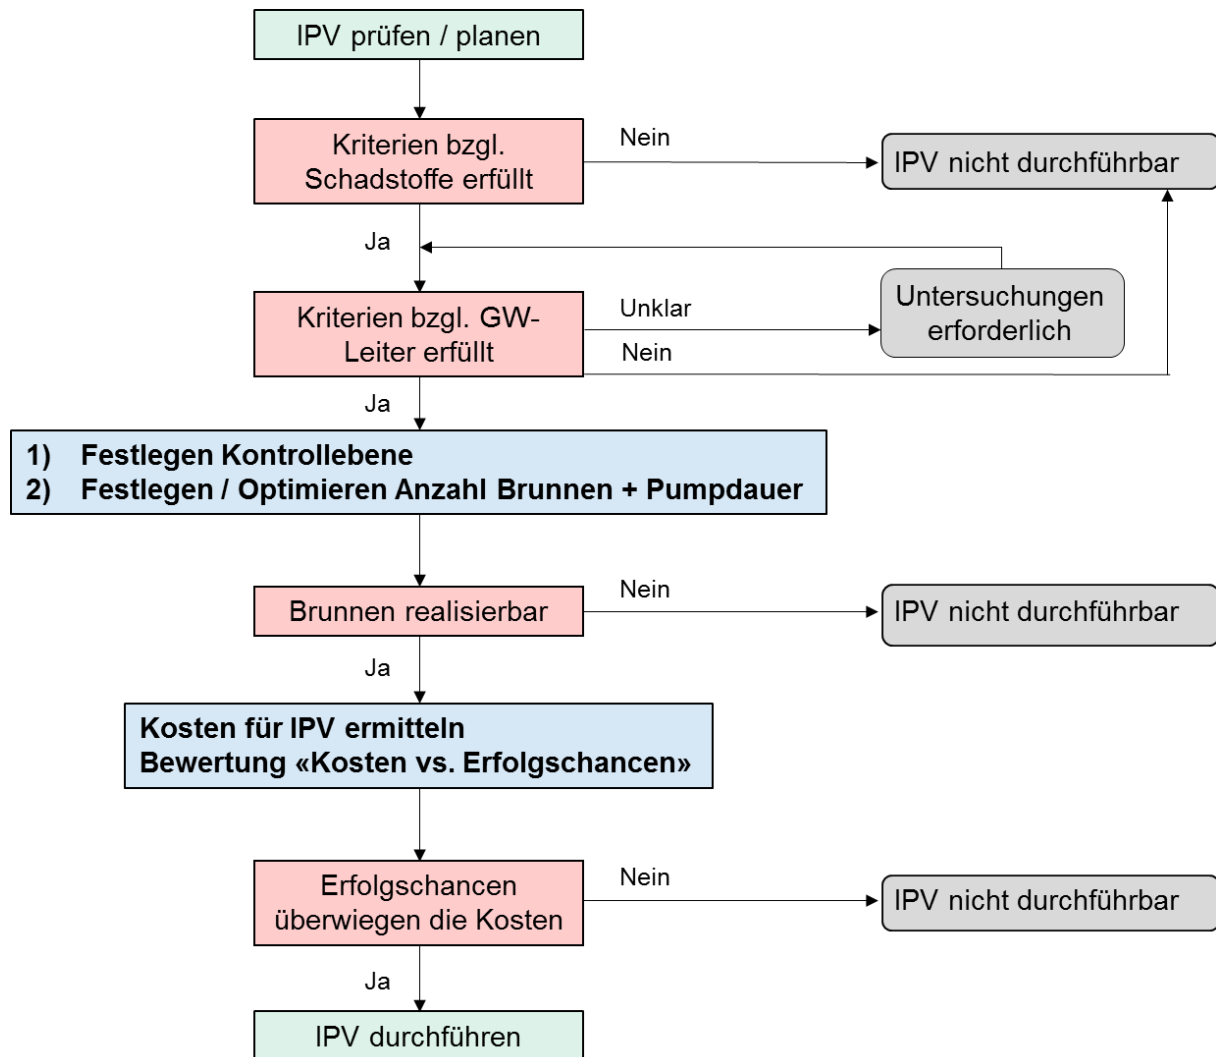 IPV prüfen / planen
Kriterien bzgl.
Schadstoffe erfüllt
Nein
IPV nicht durchführbar
Ja
Kriterien bzgl. GW-
Leiter erfüllt
Unklar
Untersuchungen
erforderlich
Nein
Ja
1) Festlegen Kontrollebene
2) Festlegen / Optimieren Anzahl Brunnen + Pumpdauer
Brunnen realisierbar
Nein
IPV nicht durchführbar
Ja
Kosten für IPV ermitteln
Bewertung «Kosten vs. Erfolgschancen»
Erfolgschancen
überwiegen die Kosten
Nein
IPV nicht durchführbar
Ja
IPV durchführen